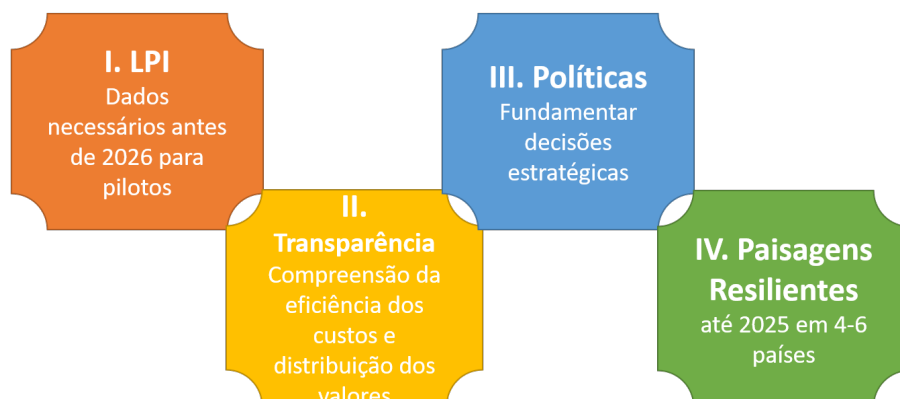 I. LPI
Dados
necessários antes
de 2026 para
pilotos
II.
Transparência
Compreensão da
eficiência dos
custos e
distribuição dos
valores
III. Políticas
Fundamentar
decisões
estratégicas
IV. Paisagens
Resilientes
até 2025 em 4-6
países